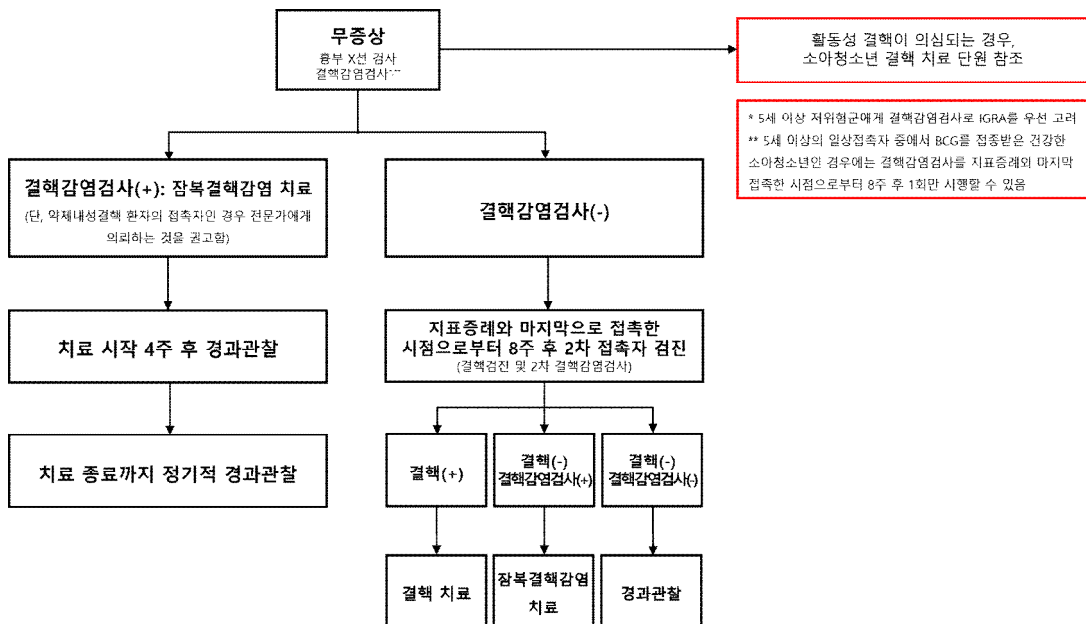 무증상
흉부 X선 검사
결핵감염검사*,**
활동성 결핵이 의심되는 경우,
소아청소년 결핵 치료 단원 참조
* 5세 이상 저위험군에게 결핵감염검사로 IGRA를 우선 고려
** 5세 이상의 일상접촉자 중에서 BCG를 접종받은 건강한
소아청소년인 경우에는 결핵감염검사를 지표증례와 마지막
접촉한 시점으로부터 8주 후 1회만 시행할 수 있음
결핵감염검사(+): 잠복결핵감염 치료
(단, 약제내성결핵 환자의 접촉자인 경우 전문가에게
의뢰하는 것을 권고함)
결핵감염검사(-)
치료 시작 4주 후 경과관찰
지표증례와 마지막으로 접촉한
시점으로부터 8주 후 2차 접촉자 검진
(결핵검진 및 2차 결핵감염검사)
치료 종료까지 정기적 경과관찰
결핵(+)
결핵(-)
결핵감염검사(+)
결핵(-)
결핵감염검사(-)
결핵 치료
잠복결핵감염
치료
경과관찰